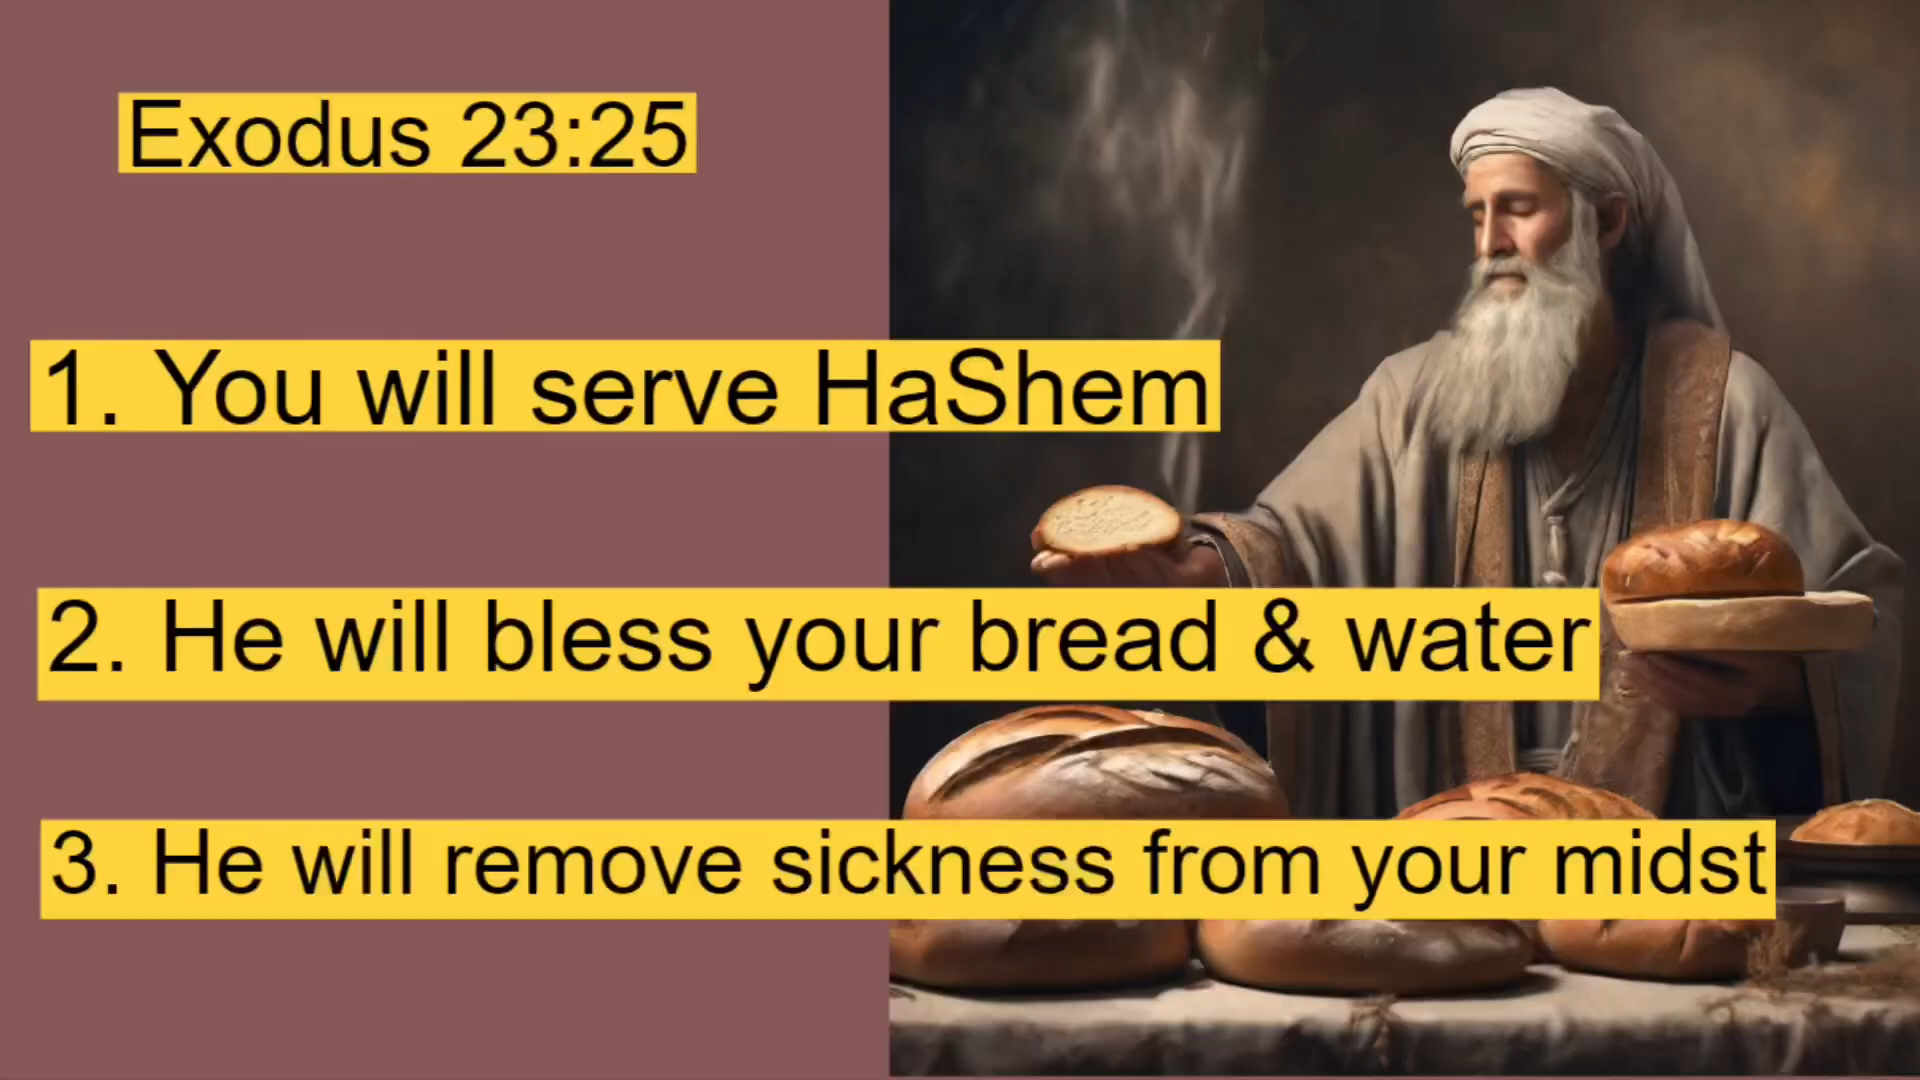 Exodus 23:25
1. You will serve HaShem
2. He will bless your bread & water
3. He will remove sickness from your midst